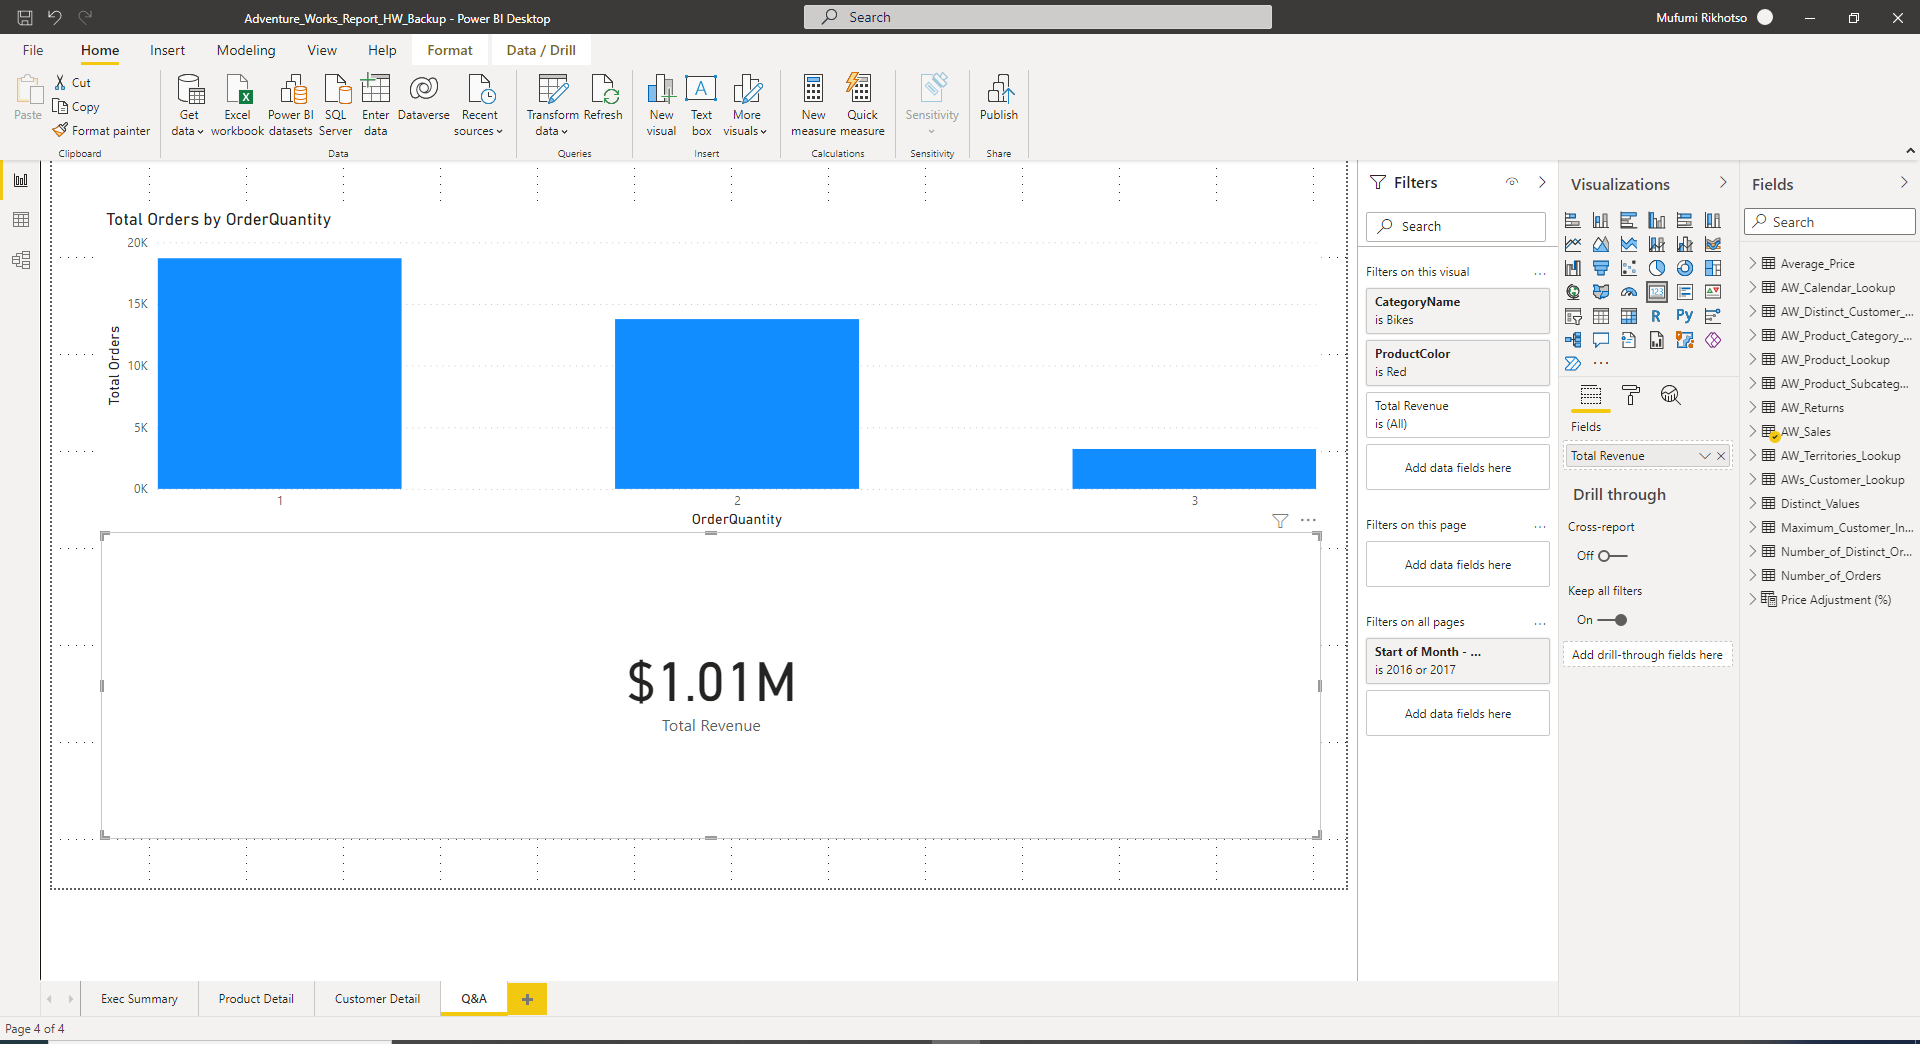 Adventure_Works_Report_HW_Backup - Power BI Desktop
Search
Mufumi Rikhotso
File
Home
Insert
Modeling
View
Help
Format
Data / Drill
Paste
Cut
Copy
Format painter
Clipboard
Get data
Excel workbook
Power BI datasets
SQL Server
Enter data
Dataverse
Recent sources
Data
Transform data
Refresh
Queries
New visual
Text box
More visuals
Insert
New measure
Quick measure
Calculations
Sensitivity
Sensitivity
Publish
Share
Total Orders by OrderQuantity
Total Orders
20K
15K
10K
5K
0K
1
2
3
OrderQuantity
$1.01M
Total Revenue
Filters
Search
Filters on this visual
CategoryName
is Bikes
ProductColor
is Red
Total Revenue
is (All)
Add data fields here
Filters on this page
Add data fields here
Filters on all pages
Start of Month - ...
is 2016 or 2017
Add data fields here
Visualizations
123
R
Py
Fields
Total Revenue
Drill through
Cross-report
Off
Keep all filters
On
Add drill-through fields here
Fields
Search
Average_Price
AW_Calendar_Lookup
AW_Distinct_Customer_...
AW_Product_Category_...
AW_Product_Lookup
AW_Product_Subcateg...
AW_Returns
AW_Sales
AW_Territories_Lookup
AWs_Customer_Lookup
Distinct_Values
Maximum_Customer_In...
Number_of_Distinct_Or...
Number_of_Orders
Price Adjustment (%)
Exec Summary
Product Detail
Customer Detail
Q&A
Page 4 of 4